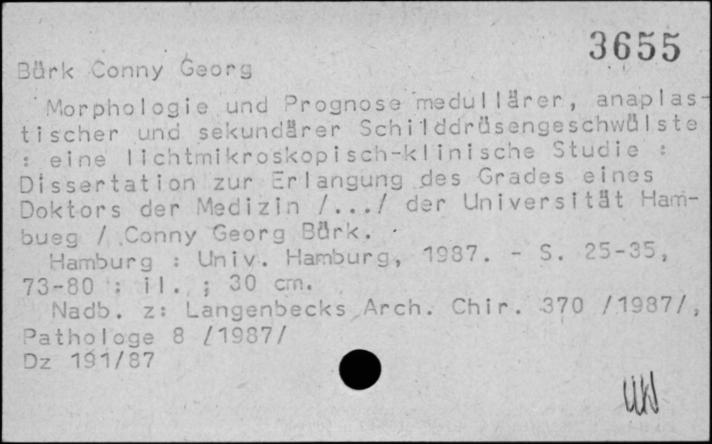 3655
Bürk Conny Georg
Morphologie und Prognose medullärer, anaplas-
tischer und sekundärer Schilddrüsengeschwülste
: eine lichtmikroskopisch-klinische Studie :
Dissertation zur Erlangung des Grades eines
Doktors der Medizin /.../ der Universität Ham-
bueg / Conny Georg Bürk.
Hamburg : Univ. Hamburg, 1987. - S. 25-35,
73-80 : il. ; 30 cm.
Nadb. z: Langenbecks Arch. Chir. 370 /1987/,
Pathologe 8 /1987/
Dz 191/87